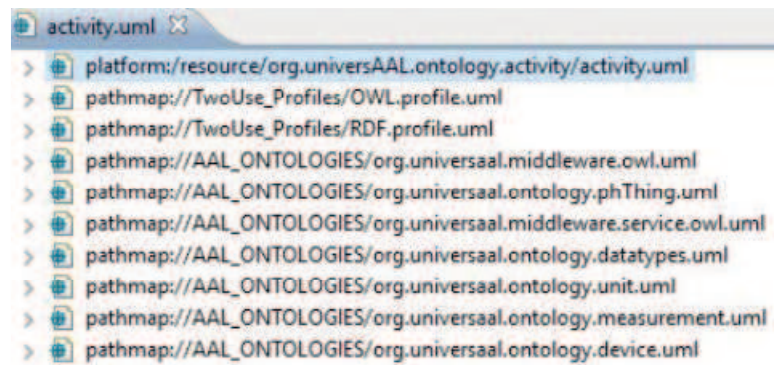 activity.uml
platform:/resource/org.universAAL.ontology.activity/activity.uml
pathmap://TwoUse_Profiles/OWL.profile.uml
pathmap://TwoUse_Profiles/RDF.profile.uml
pathmap://AAL_ONTOLOGIES/org.universaal.middleware.owl.uml
pathmap://AAL_ONTOLOGIES/org.universaal.ontology.phThing.uml
pathmap://AAL_ONTOLOGIES/org.universaal.middleware.service.owl.uml
pathmap://AAL_ONTOLOGIES/org.universaal.ontology.datatypes.uml
pathmap://AAL_ONTOLOGIES/org.universaal.ontology.unit.uml
pathmap://AAL_ONTOLOGIES/org.universaal.ontology.measurement.uml
pathmap://AAL_ONTOLOGIES/org.universaal.ontology.device.uml